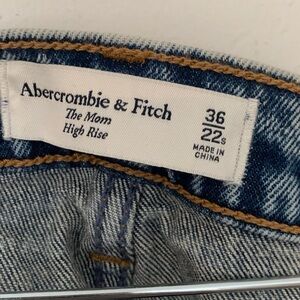 Abercrombie & Fitch
The Mom
High Rise
36
22s
MADE IN
CHINA